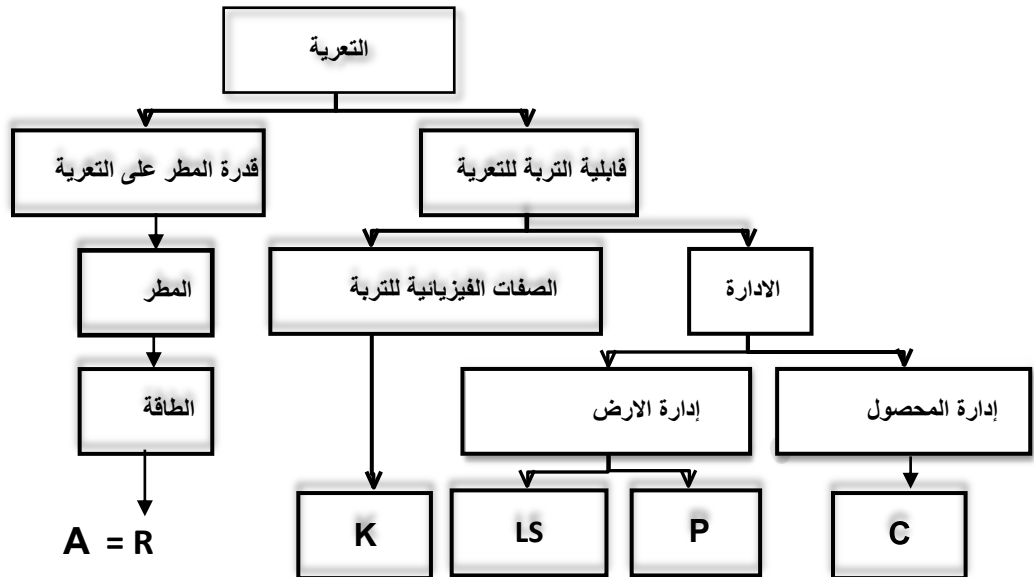 التعرية
قدرة المطر على التعرية
قابلية التربة للتعرية
المطر
الصفات الفيزيائية للتربة
الادارة
الطاقة
إدارة الارض
إدارة المحصول
A = R
K
LS
P
C